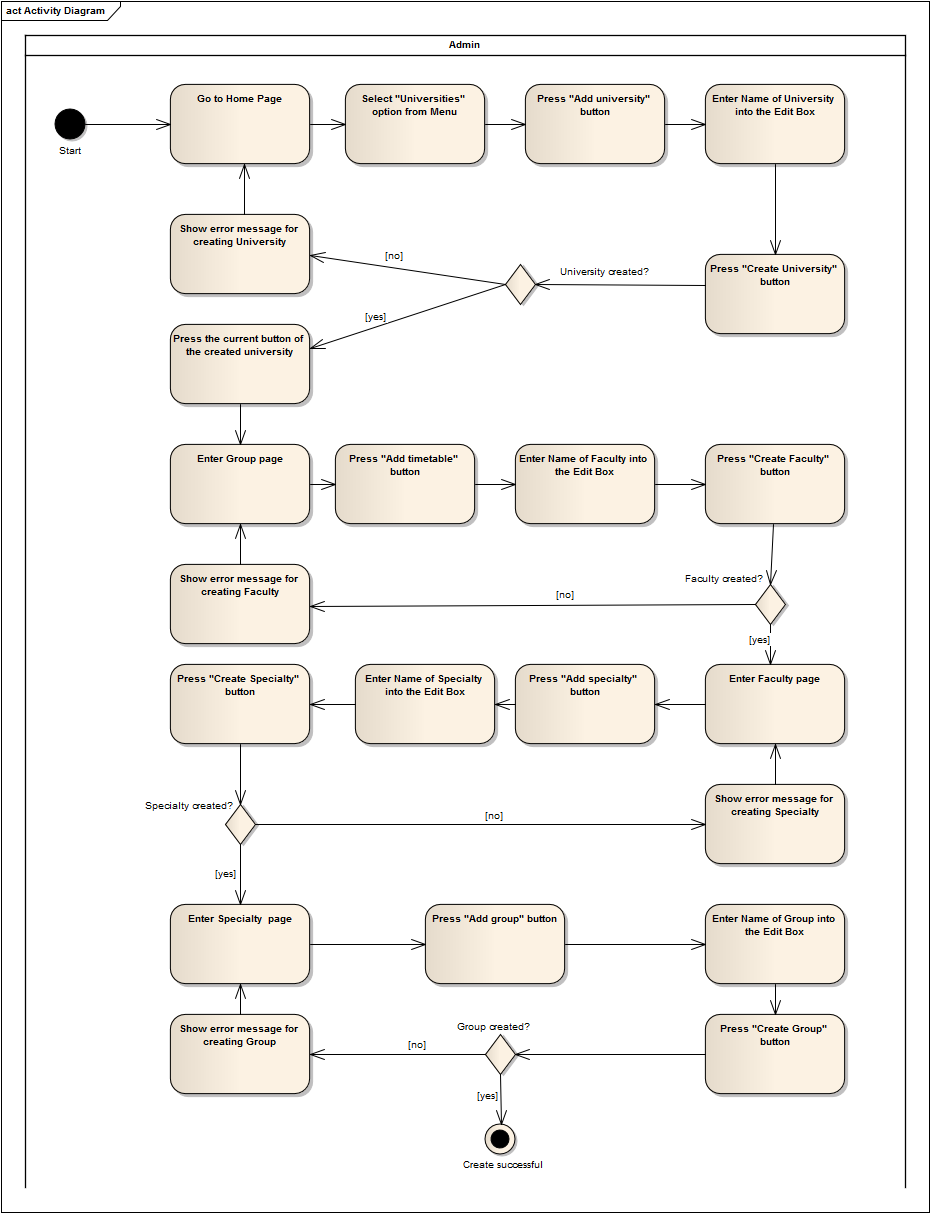 act Activity Diagram
Admin
Go to Home Page
Select "Universities"
option from Menu
Press "Add university"
button
Enter Name of University
into the Edit Box
Start
Show error message for
creating University
[no]
University created?
Press "Create University"
button
[yes]
Press the current button of
the created university
Enter Group page
Press "Add timetable"
button
Enter Name of Faculty into
the Edit Box
Press "Create Faculty"
button
Show error message for
creating Faculty
[no]
Faculty created?
[yes]
Press "Create Specialty"
button
Enter Name of Specialty
into the Edit Box
Press "Add specialty"
button
Enter Faculty page
Specialty created?
[no]
Show error message for
creating Specialty
[yes]
Enter Specialty  page
Press "Add group" button
Enter Name of Group into
the Edit Box
Show error message for
creating Group
[no]
Group created?
Press "Create Group"
button
[yes]
Create successful